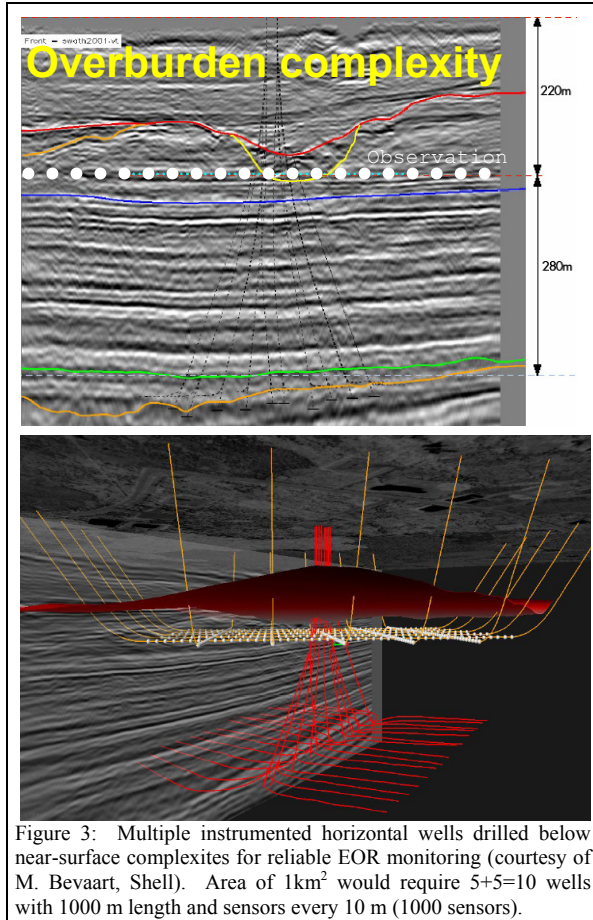 Front - swath2001.vt
Overburden complexity
220m
Observation
280m
Figure 3: Multiple instrumented horizontal wells drilled below
near-surface complexites for reliable EOR monitoring (courtesy of
M. Bevaart, Shell). Area of 1km² would require 5+5=10 wells
with 1000 m length and sensors every 10 m (1000 sensors).